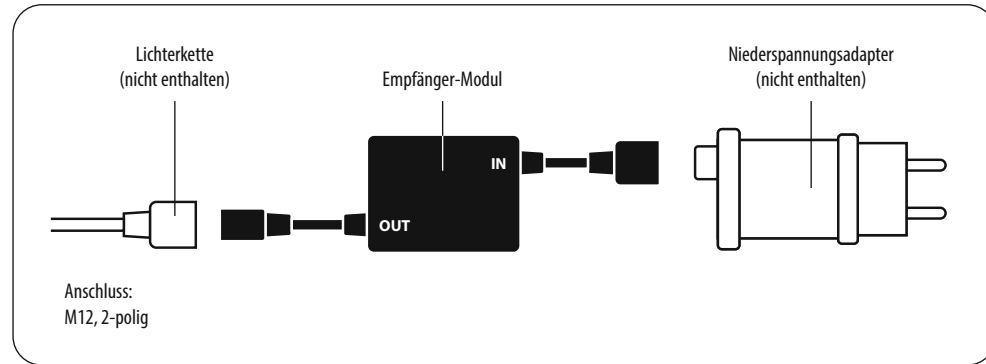 Lichterkette
(nicht enthalten)
Empfänger-Modul
Niederspannungsadapter
(nicht enthalten)
IN
OUT
Anschluss:
M12, 2-polig